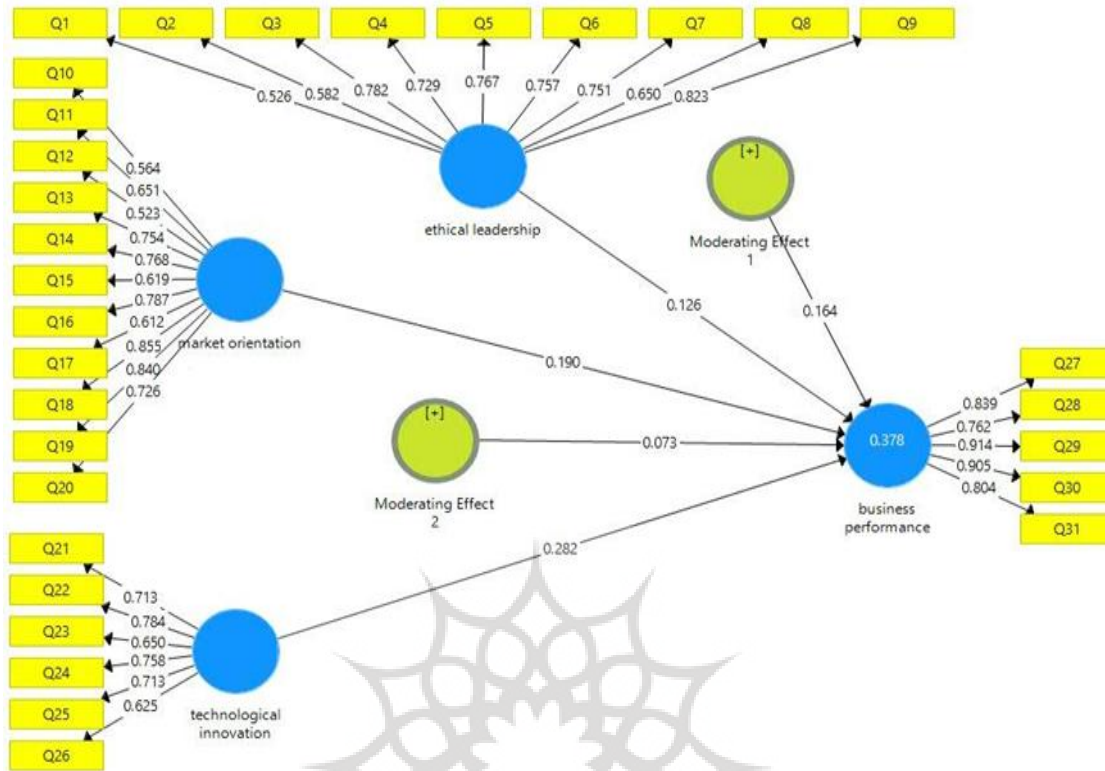 Q1 Q2 Q3 Q4 Q5 Q6 Q7 Q8 Q9
0.526 0.582 0.782 0.729 0.767 0.757 0.751 0.650 0.823
ethical leadership
Q10
Q11
Q12
Q13
Q14
Q15
Q16
Q17
Q18
Q19
Q20
0.564
0.651
0.523
0.754
0.768
0.619
0.787
0.612
0.855
0.840
0.726
market orientation
[+]
Moderating Effect
1
0.126
0.164
0.190
[+]
Moderating Effect
2
0.073
0.282
0.378
business
performance
0.839
0.762
0.914
0.905
0.804
Q27
Q28
Q29
Q30
Q31
Q21
Q22
Q23
Q24
Q25
Q26
0.713
0.784
0.650
0.758
0.713
0.625
technological
innovation